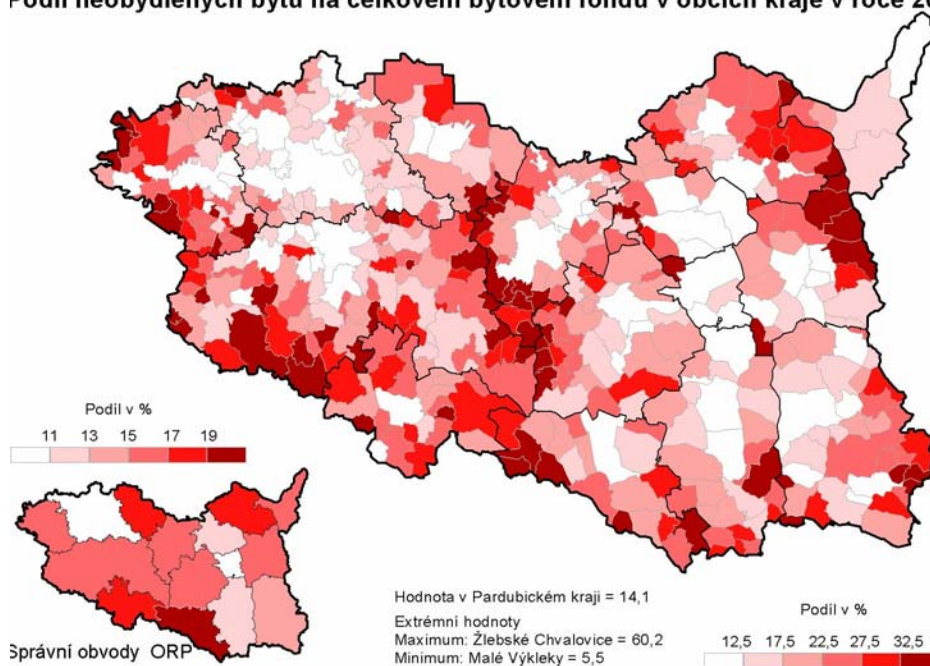 Podíl neobydlených bytů na celkovém bytovém fondu v obcích kraje v roce
Podíl v %
11 13 15 17 19
Správní obvody ORP
Hodnota v Pardubickém kraji = 14,1
Extrémní hodnoty
Maximum: Žlebské Chvalovice = 60,2
Minimum: Malé Výkleky = 5,5
Podíl v %
12,5 17,5 22,5 27,5 32,5